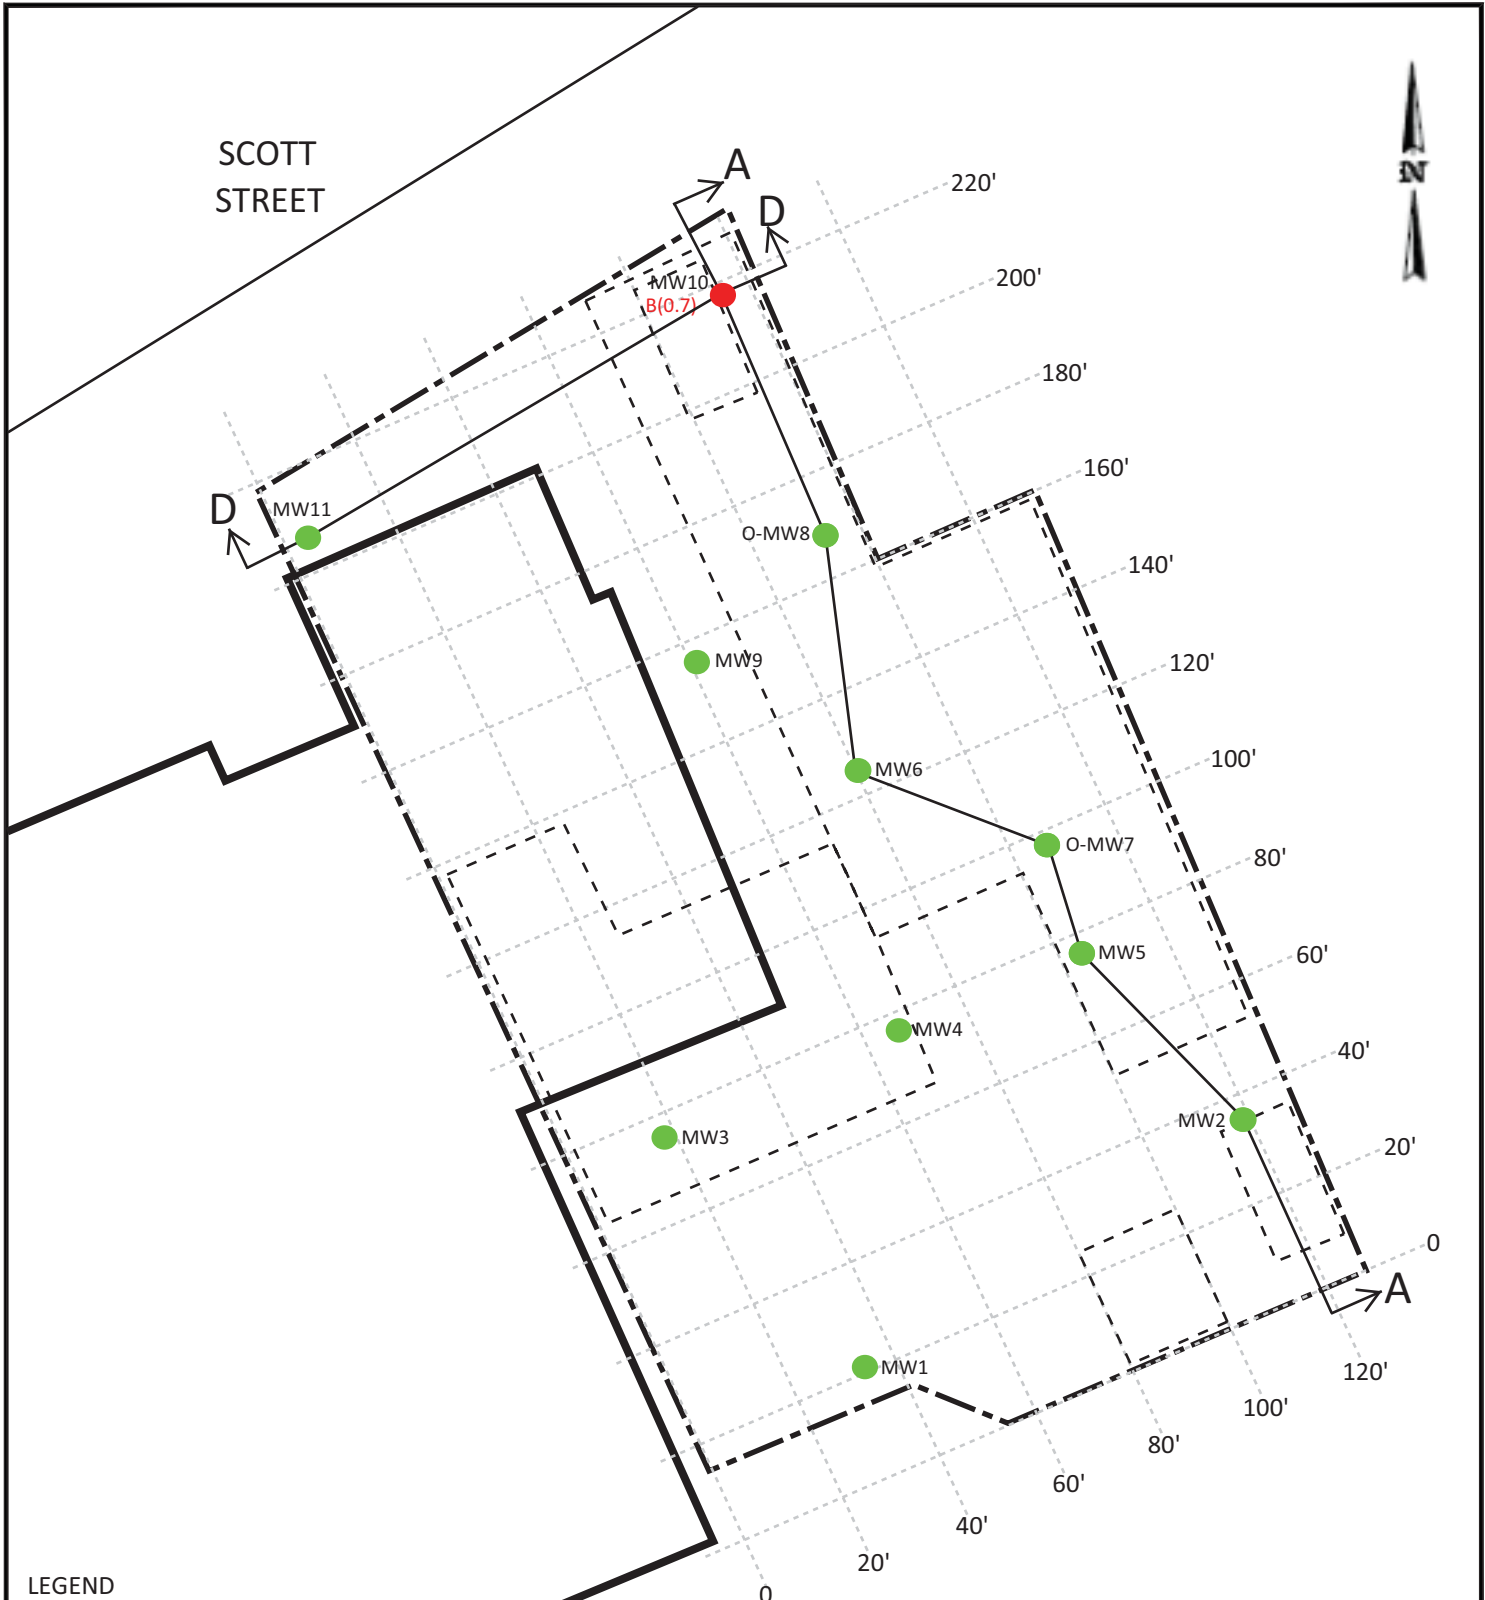 SCOTT
STREET
A
D
N
220'
200'
180'
160'
140'
120'
100'
80'
60'
40'
20'
0
MW10
B(0.7)
D
MW11
O-MW8
MW9
MW6
O-MW7
MW5
MW4
MW3
MW2
MW1
A
120'
100'
80'
60'
40'
20'
0
LEGEND